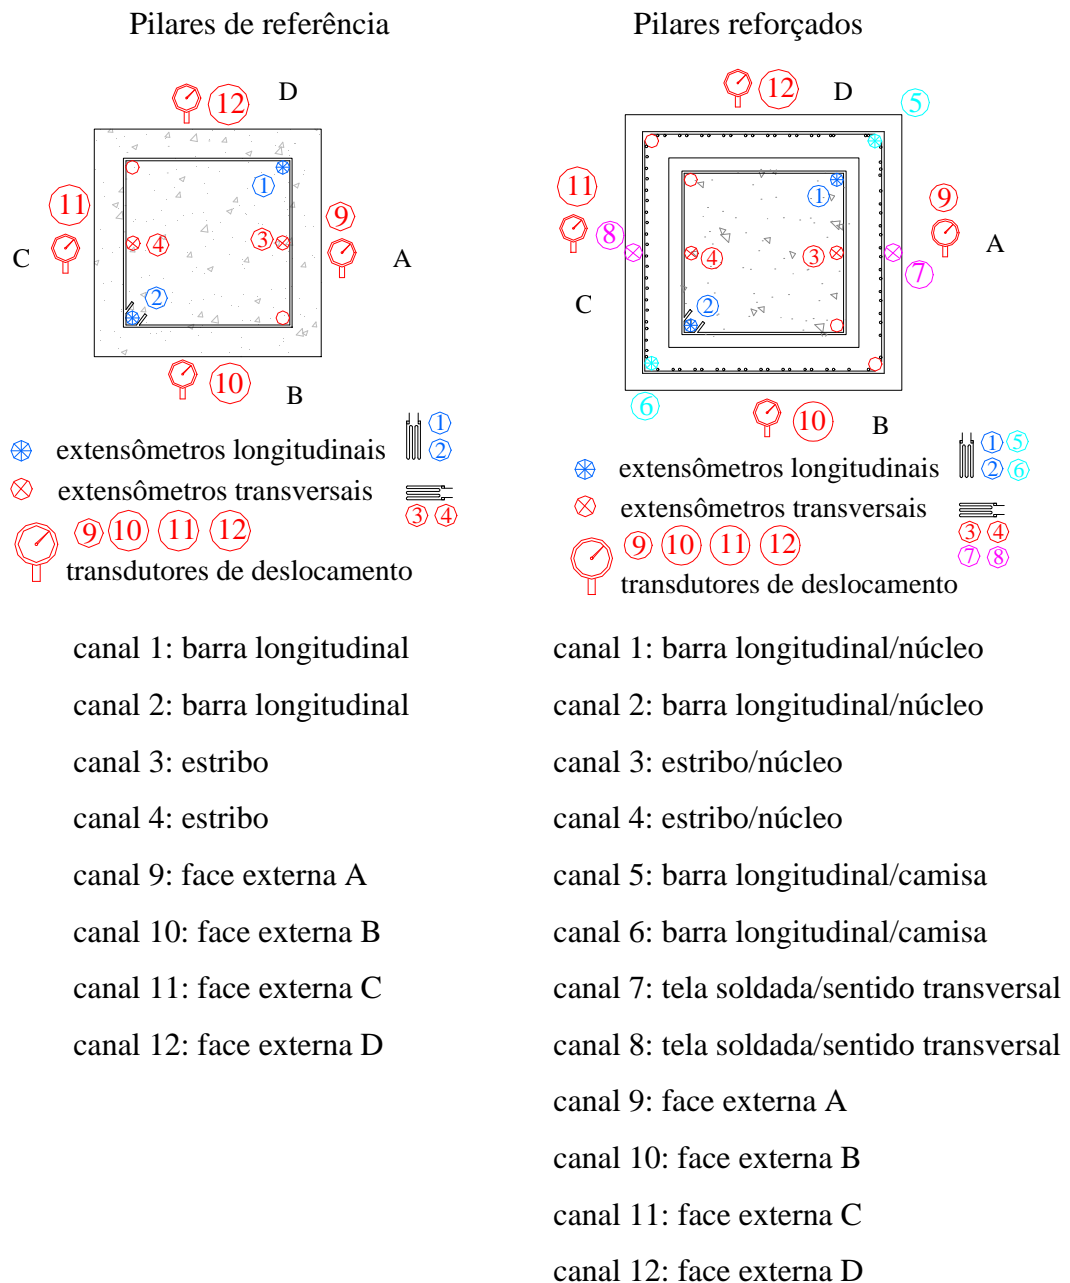 Pilares de referência
D
12
11
1
9
4
3
C
A
2
10
B
extensômetros longitudinais
1
2
extensômetros transversais
3 4
9 10 11 12
transdutores de deslocamento
canal 1: barra longitudinal
canal 2: barra longitudinal
canal 3: estribo
canal 4: estribo
canal 9: face externa A
canal 10: face externa B
canal 11: face externa C
canal 12: face externa D
Pilares reforçados
12
D
5
11
1
9
8
4
3
A
7
C
2
6
10
B
extensômetros longitudinais
1 5
2 6
extensômetros transversais
3 4
7 8
9 10 11 12
transdutores de deslocamento
canal 1: barra longitudinal/núcleo
canal 2: barra longitudinal/núcleo
canal 3: estribo/núcleo
canal 4: estribo/núcleo
canal 5: barra longitudinal/camisa
canal 6: barra longitudinal/camisa
canal 7: tela soldada/sentido transversal
canal 8: tela soldada/sentido transversal
canal 9: face externa A
canal 10: face externa B
canal 11: face externa C
canal 12: face externa D